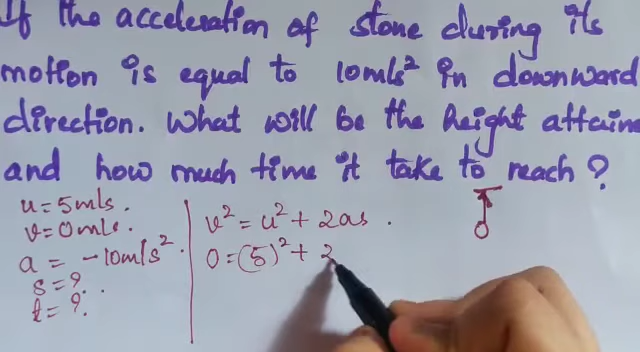 If the acceleration of stone during its
motion is equal to 10m/s² in downward
direction. What will be the height attaine
and how much time it take to reach?
u = 5m/s.
v = 0m/s.
a = -10m/s².
s = ?
t = ?
v² = u² + 2as.
0 = (5)² + 2